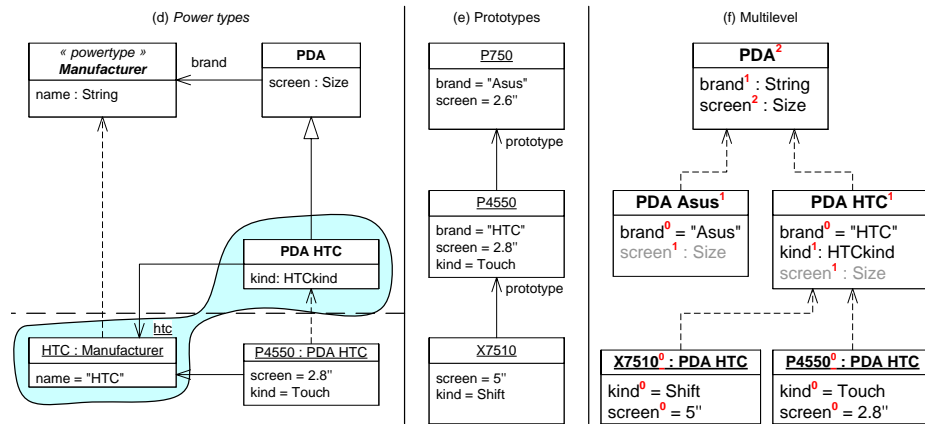 (d) Power types
« powertype »
Manufacturer
name : String
brand
PDA
screen : Size
PDA HTC
kind: HTCkind
htc
HTC : Manufacturer
name = "HTC"
P4550 : PDA HTC
screen = 2.8"
kind = Touch
(e) Prototypes
P750
brand = "Asus"
screen = 2.6"
prototype
P4550
brand = "HTC"
screen = 2.8"
kind = Touch
prototype
X7510
screen = 5"
kind = Shift
(f) Multilevel
PDA²
brand¹ : String
screen² : Size
PDA Asus¹
brand⁰ = "Asus"
screen¹ : Size
PDA HTC¹
brand⁰ = "HTC"
kind¹: HTCkind
screen¹ : Size
X7510⁰ : PDA HTC
kind⁰ = Shift
screen⁰ = 5"
P4550⁰ : PDA HTC
kind⁰ = Touch
screen⁰ = 2.8"